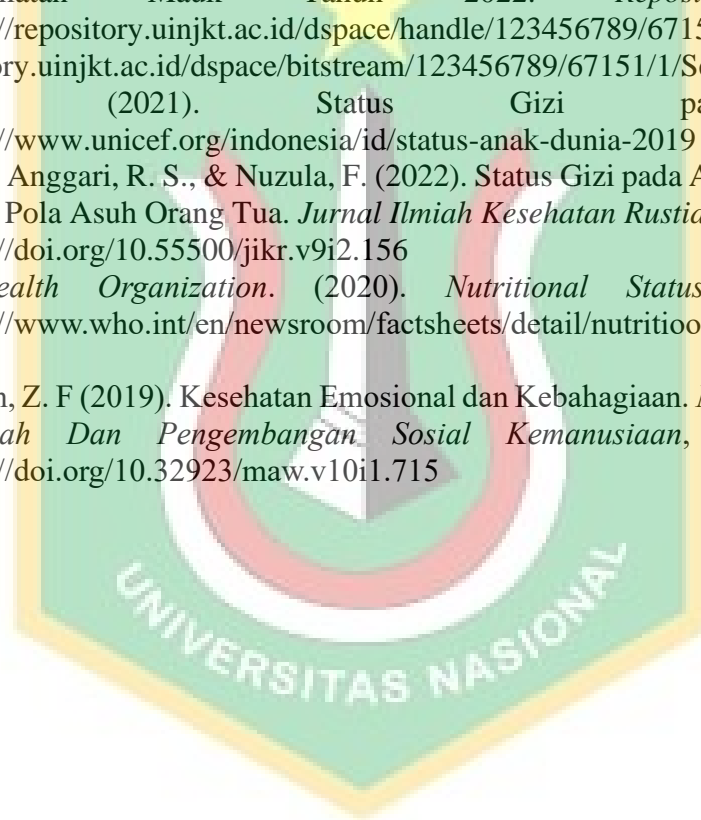 Mauk Tahun 2022.
//repository.uinjkt.ac.id/dspace/handle/123456789/6715
ory.uinjkt.ac.id/dspace/bitstream/123456789/67151/1/S
(2021). Status Gizi pa
//www.unicef.org/indonesia/id/status-anak-dunia-2019
Anggari, R. S., & Nuzula, F. (2022). Status Gizi pada A
Pola Asuh Orang Tua. Jurnal Ilmiah Kesehatan Rustia
//doi.org/10.55500/jikr.v9i2.156
ealth Organization. (2020). Nutritional Status
//www.who.int/en/newsroom/factsheets/detail/nutritioo
n, Z. F (2019). Kesehatan Emosional dan Kebahagiaan.
ah Dan Pengembangan Sosial Kemanusiaan,
//doi.org/10.32923/maw.v10i1.715
UNIVERSITAS NASIONAL